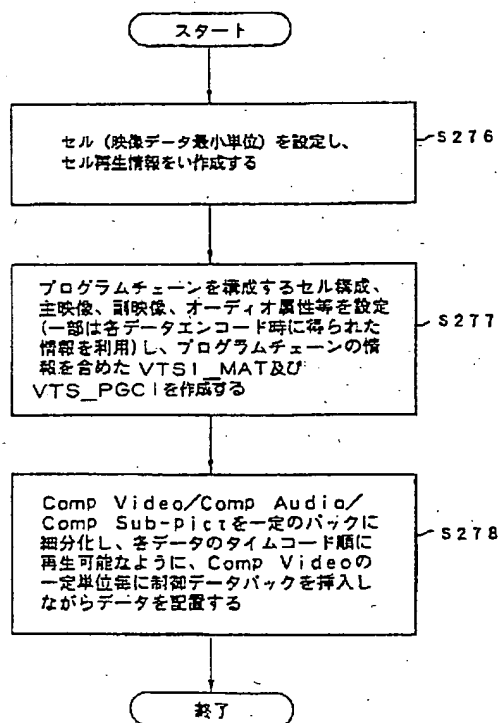 スタート
セル（映像データ最小単位）を設定し、
セル再生情報をい作成する
S276
プログラムチェーンを構成するセル構成、
主映像、副映像、オーディオ属性等を設定
(一部は各データエンコード時に得られた
情報を利用)し、プログラムチェーンの情
報を含めたVTSI_MAT及び
VTS_PGCIを作成する
S277
Comp Video/Comp Audio/
Comp Sub-pictを一定のパックに
細分化し、各データのタイムコード順に
再生可能なように、Comp Videoの
一定単位毎に制御データパックを挿入し
ながらデータを配置する
S278
終了